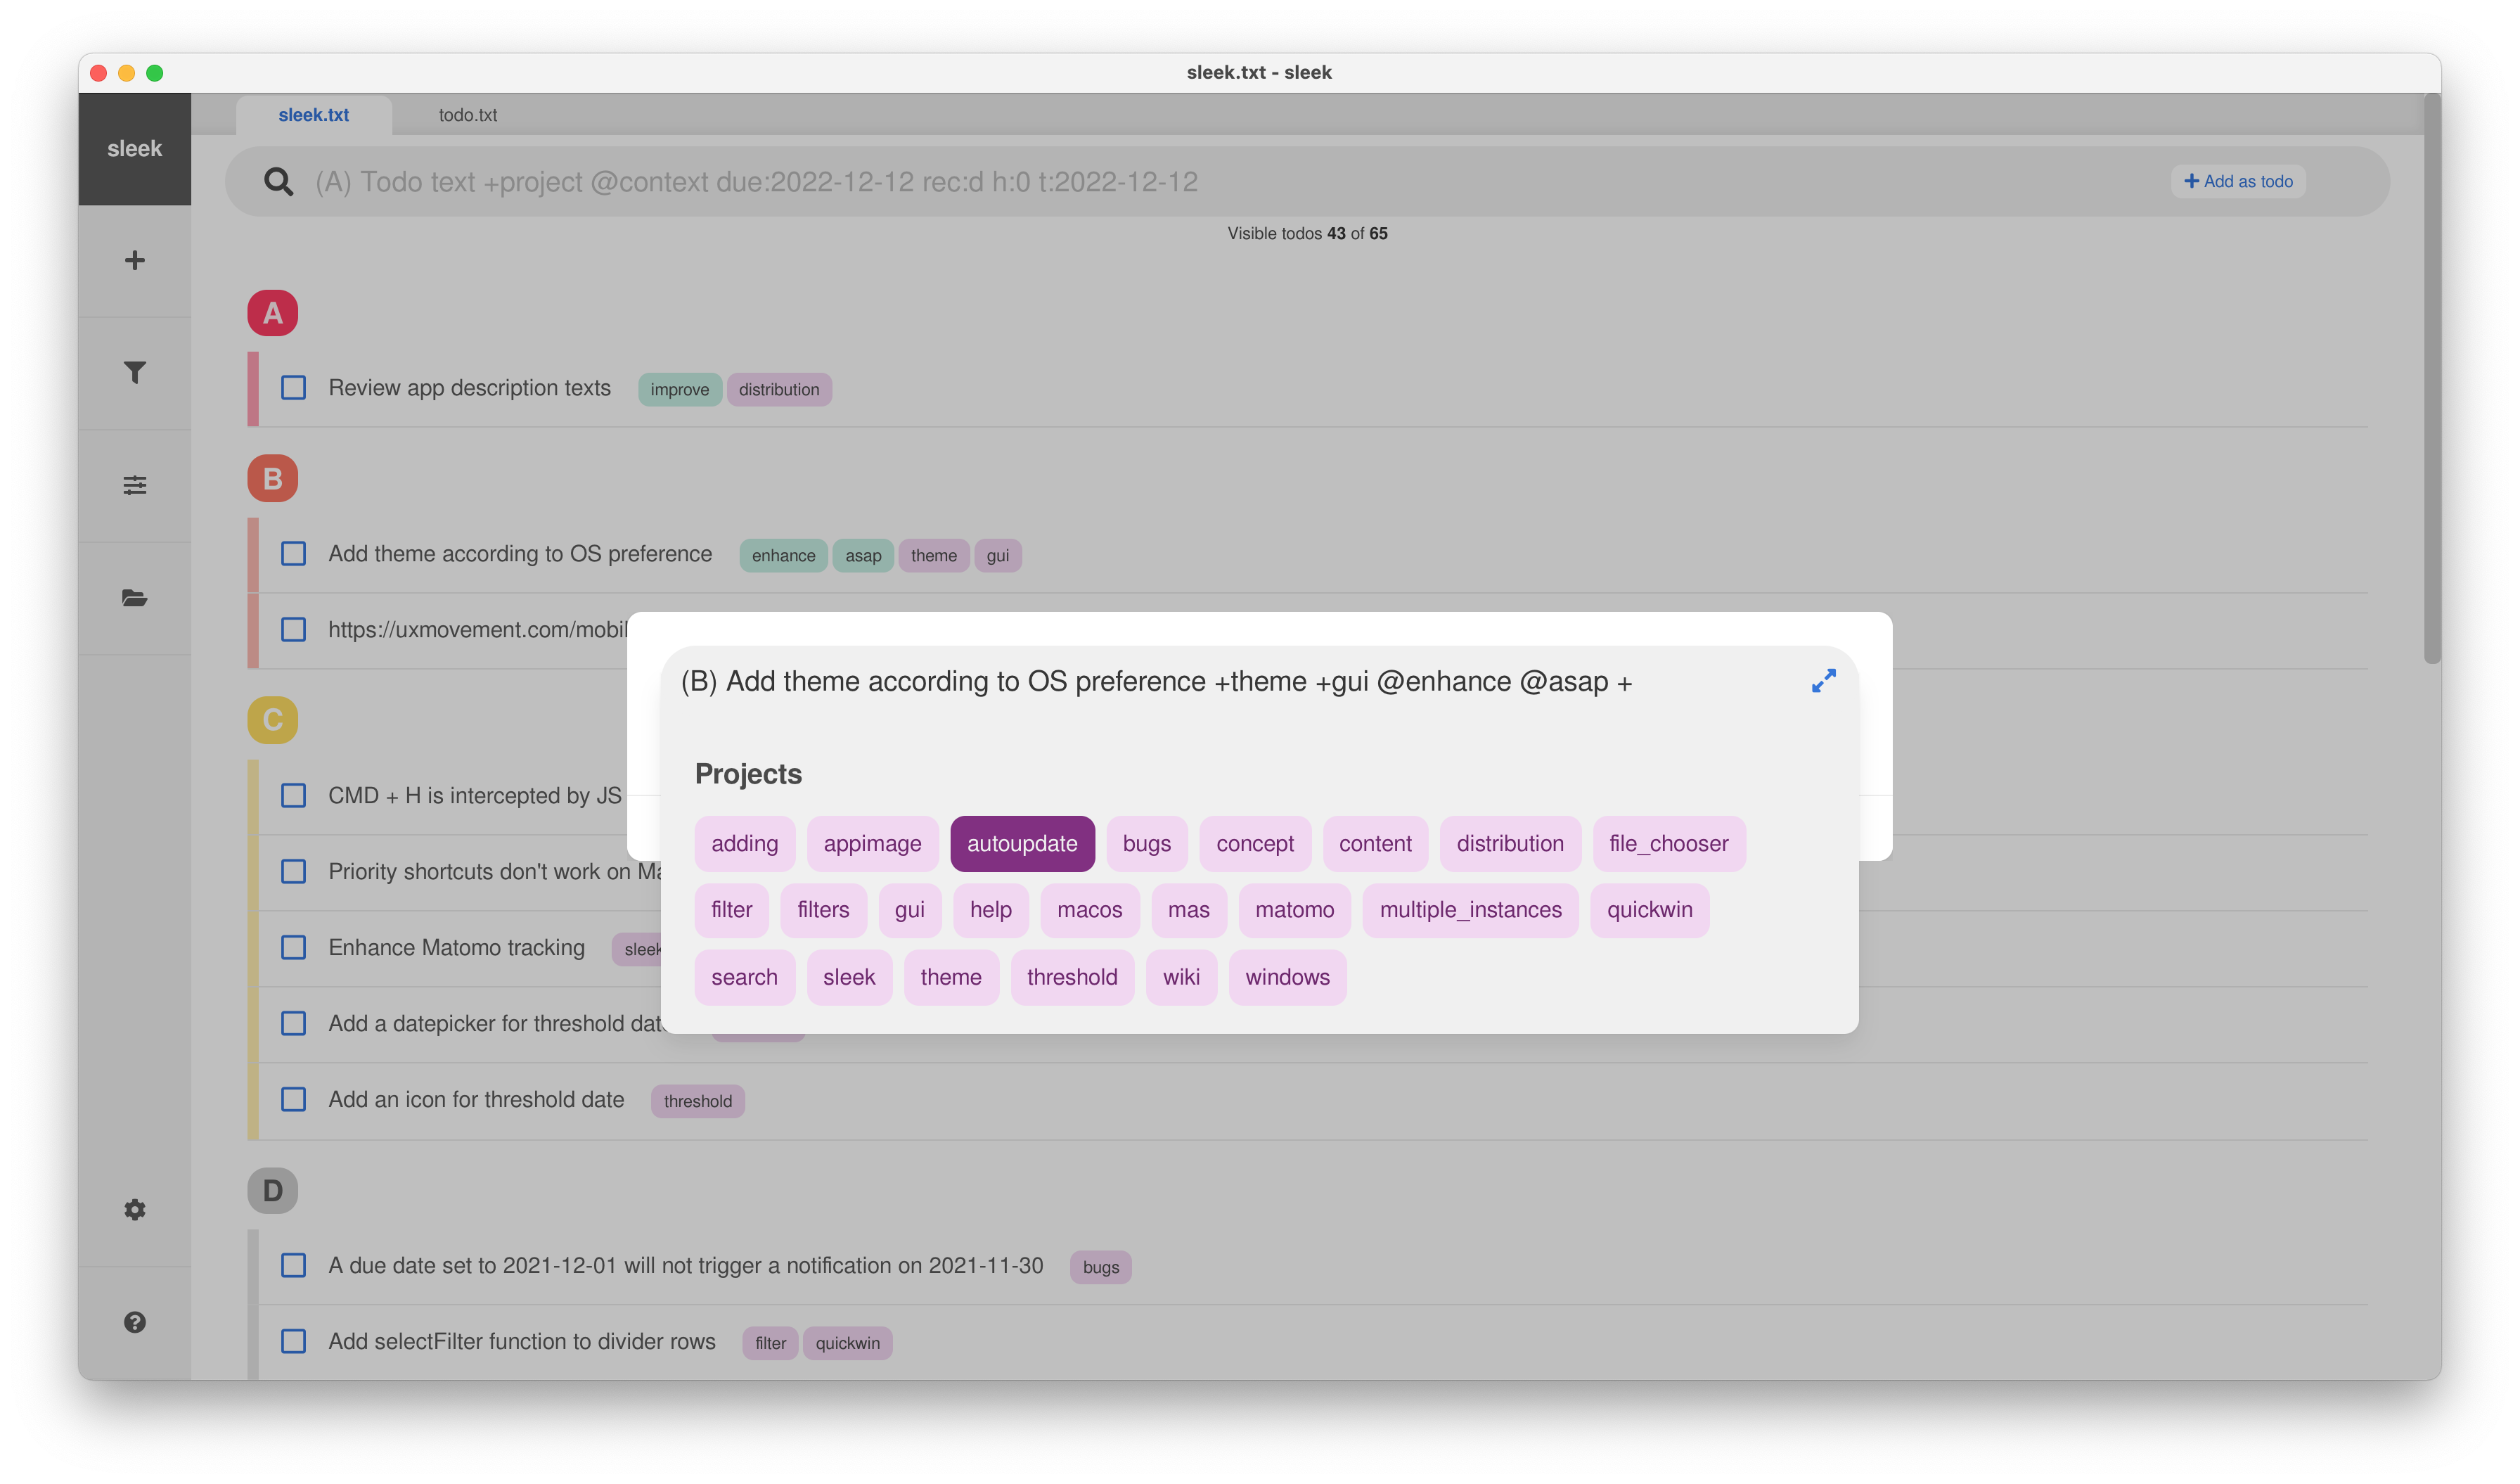 sleek.txt - sleek
sleek
sleek.txt
todo.txt
(A) Todo text +project @context due:2022-12-12 rec:d h:0 t:2022-12-12
Add as todo
Visible todos 43 of 65
A
Review app description texts improve distribution
B
Add theme according to OS preference enhance asap theme gui
https://uxmovement.com/mobil
C
CMD + H is intercepted by JS
Priority shortcuts don't work on Ma
Enhance Matomo tracking sleek
Add a datepicker for threshold dat
Add an icon for threshold date threshold
D
A due date set to 2021-12-01 will not trigger a notification on 2021-11-30 bugs
Add selectFilter function to divider rows filter quickwin
(B) Add theme according to OS preference +theme +gui @enhance @asap +
Projects
adding appimage autoupdate bugs concept content distribution file_chooser
filter filters gui help macos mas matomo multiple_instances quickwin
search sleek theme threshold wiki windows